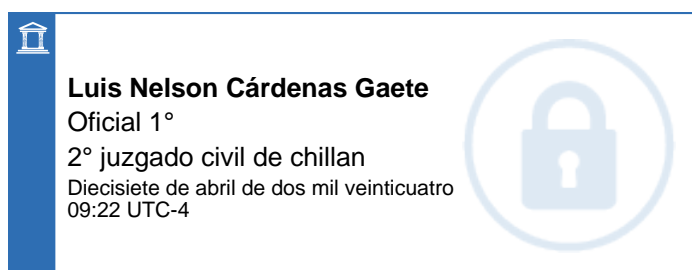 Luis Nelson Cárdenas Gaete
Oficial 1°
2° juzgado civil de chillan
Diecisiete de abril de dos mil veinticuatro
09:22 UTC-4